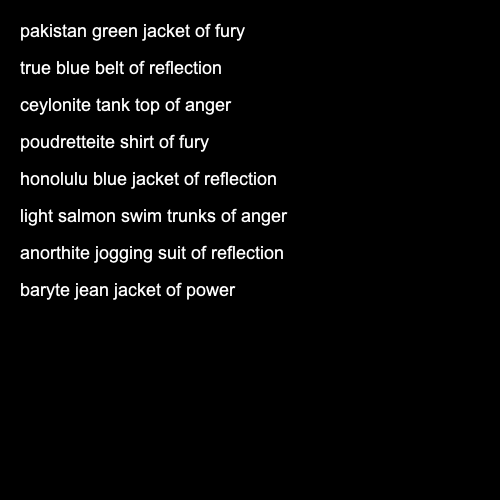 pakistan green jacket of fury
true blue belt of reflection
ceylonite tank top of anger
poudretteite shirt of fury
honolulu blue jacket of reflection
light salmon swim trunks of anger
anorthite jogging suit of reflection
baryte jean jacket of power